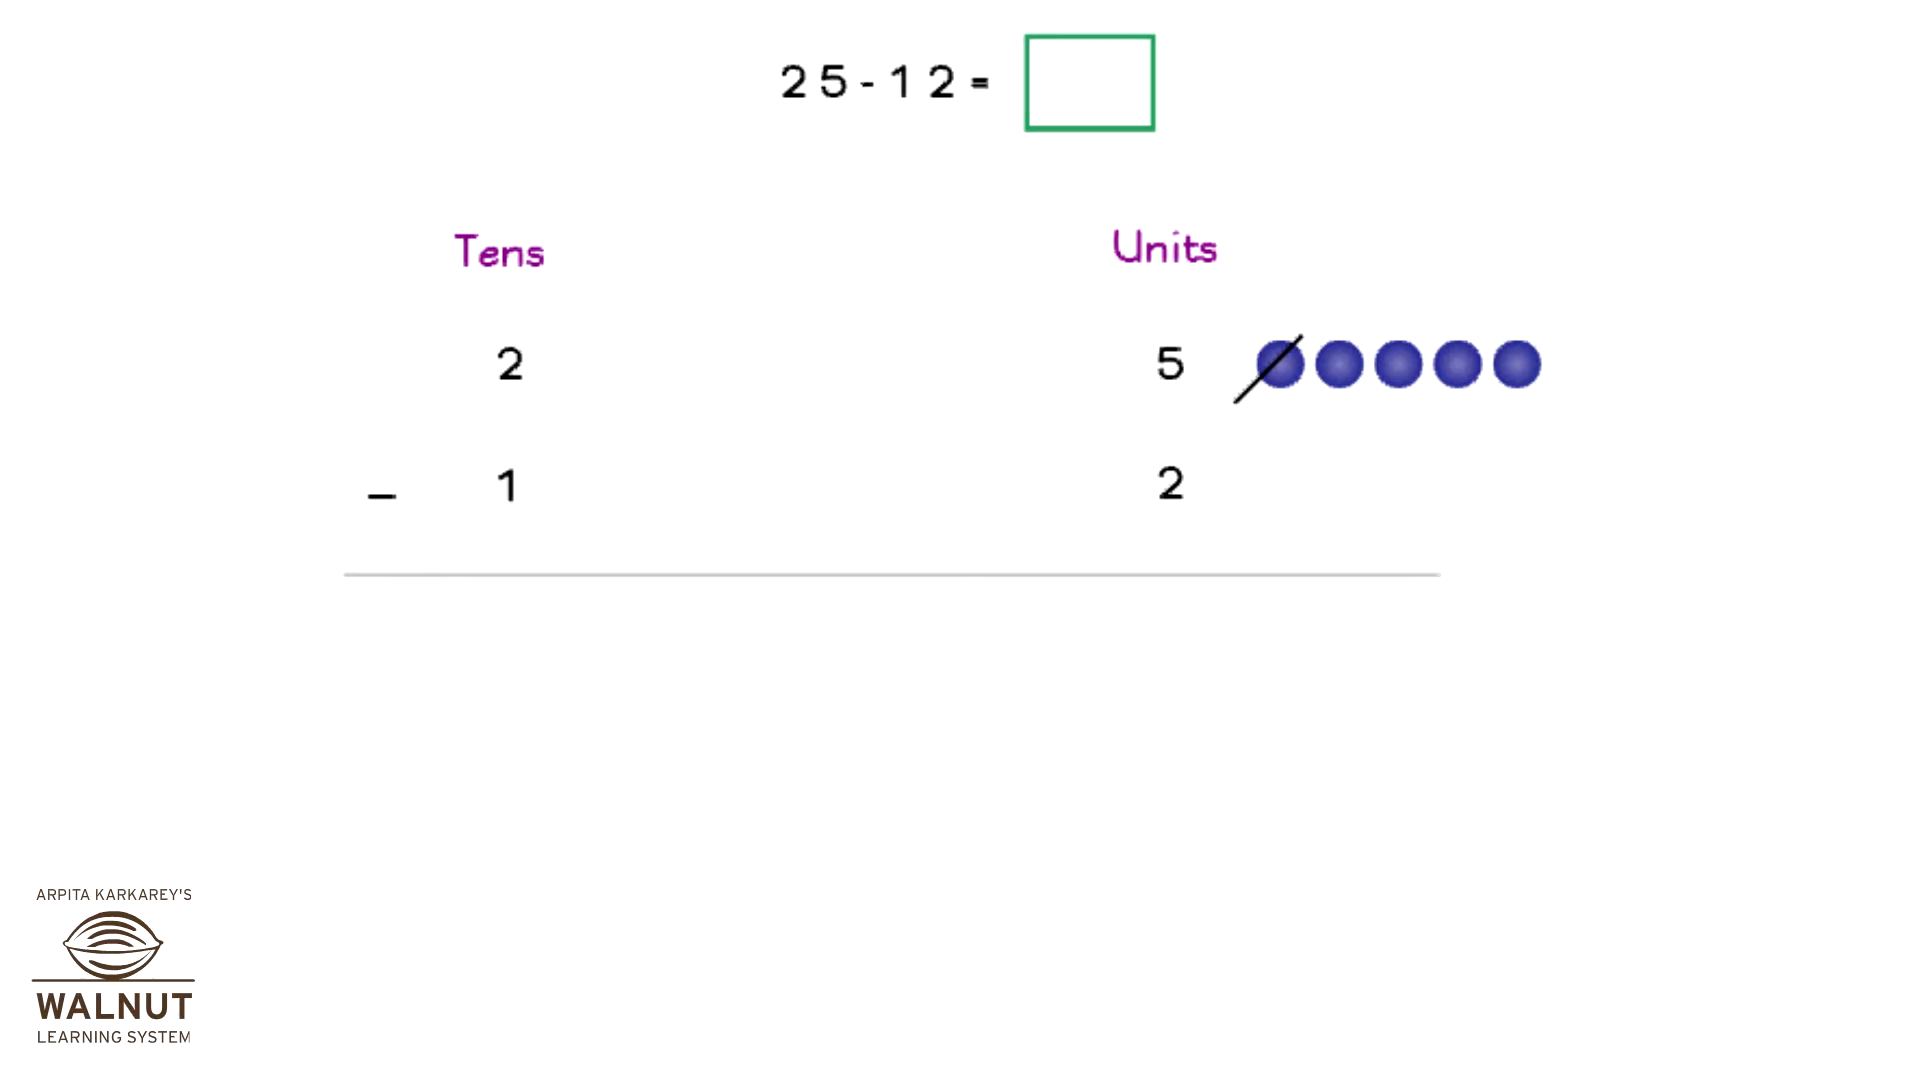 25-12=
Tens Units
2 5
- 1 2
ARPITA KARKAREY'S
WALNUT
LEARNING SYSTEM